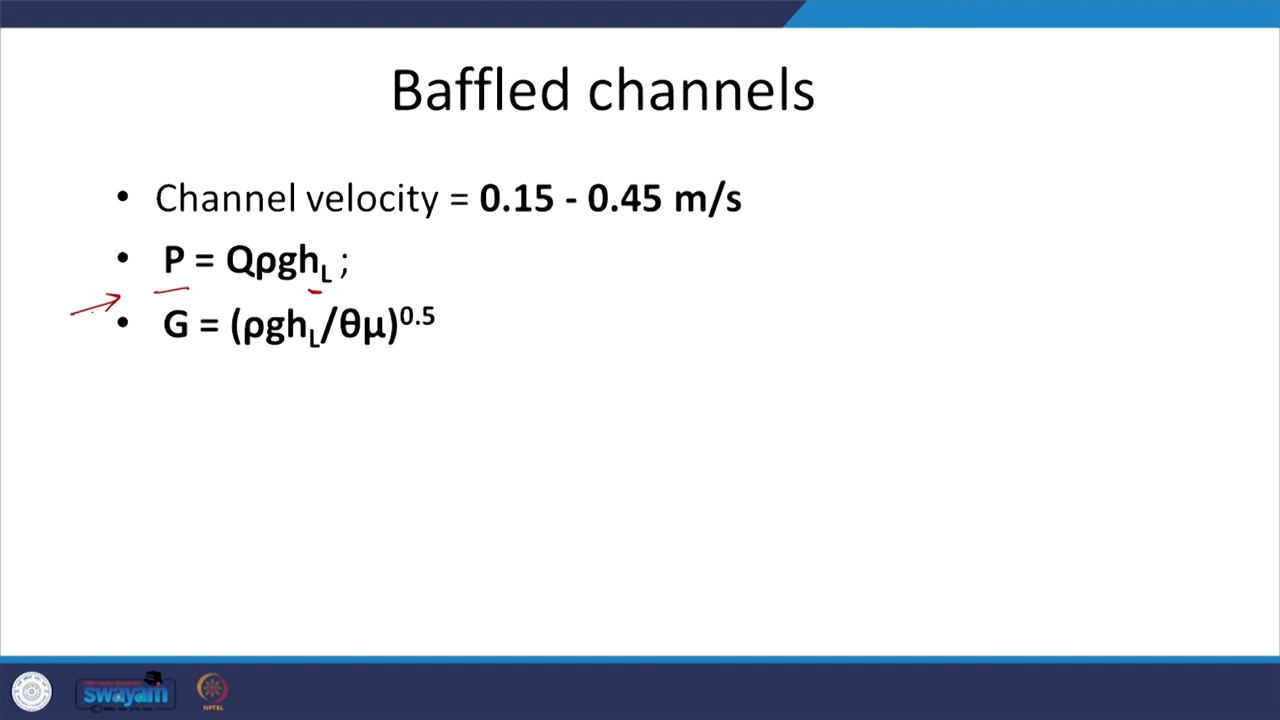 Baffled channels
• Channel velocity = 0.15 - 0.45 m/s
• P = Qρgh_L ;
• G = (ρgh_L/θμ)^0.5
swayam
NPTEL